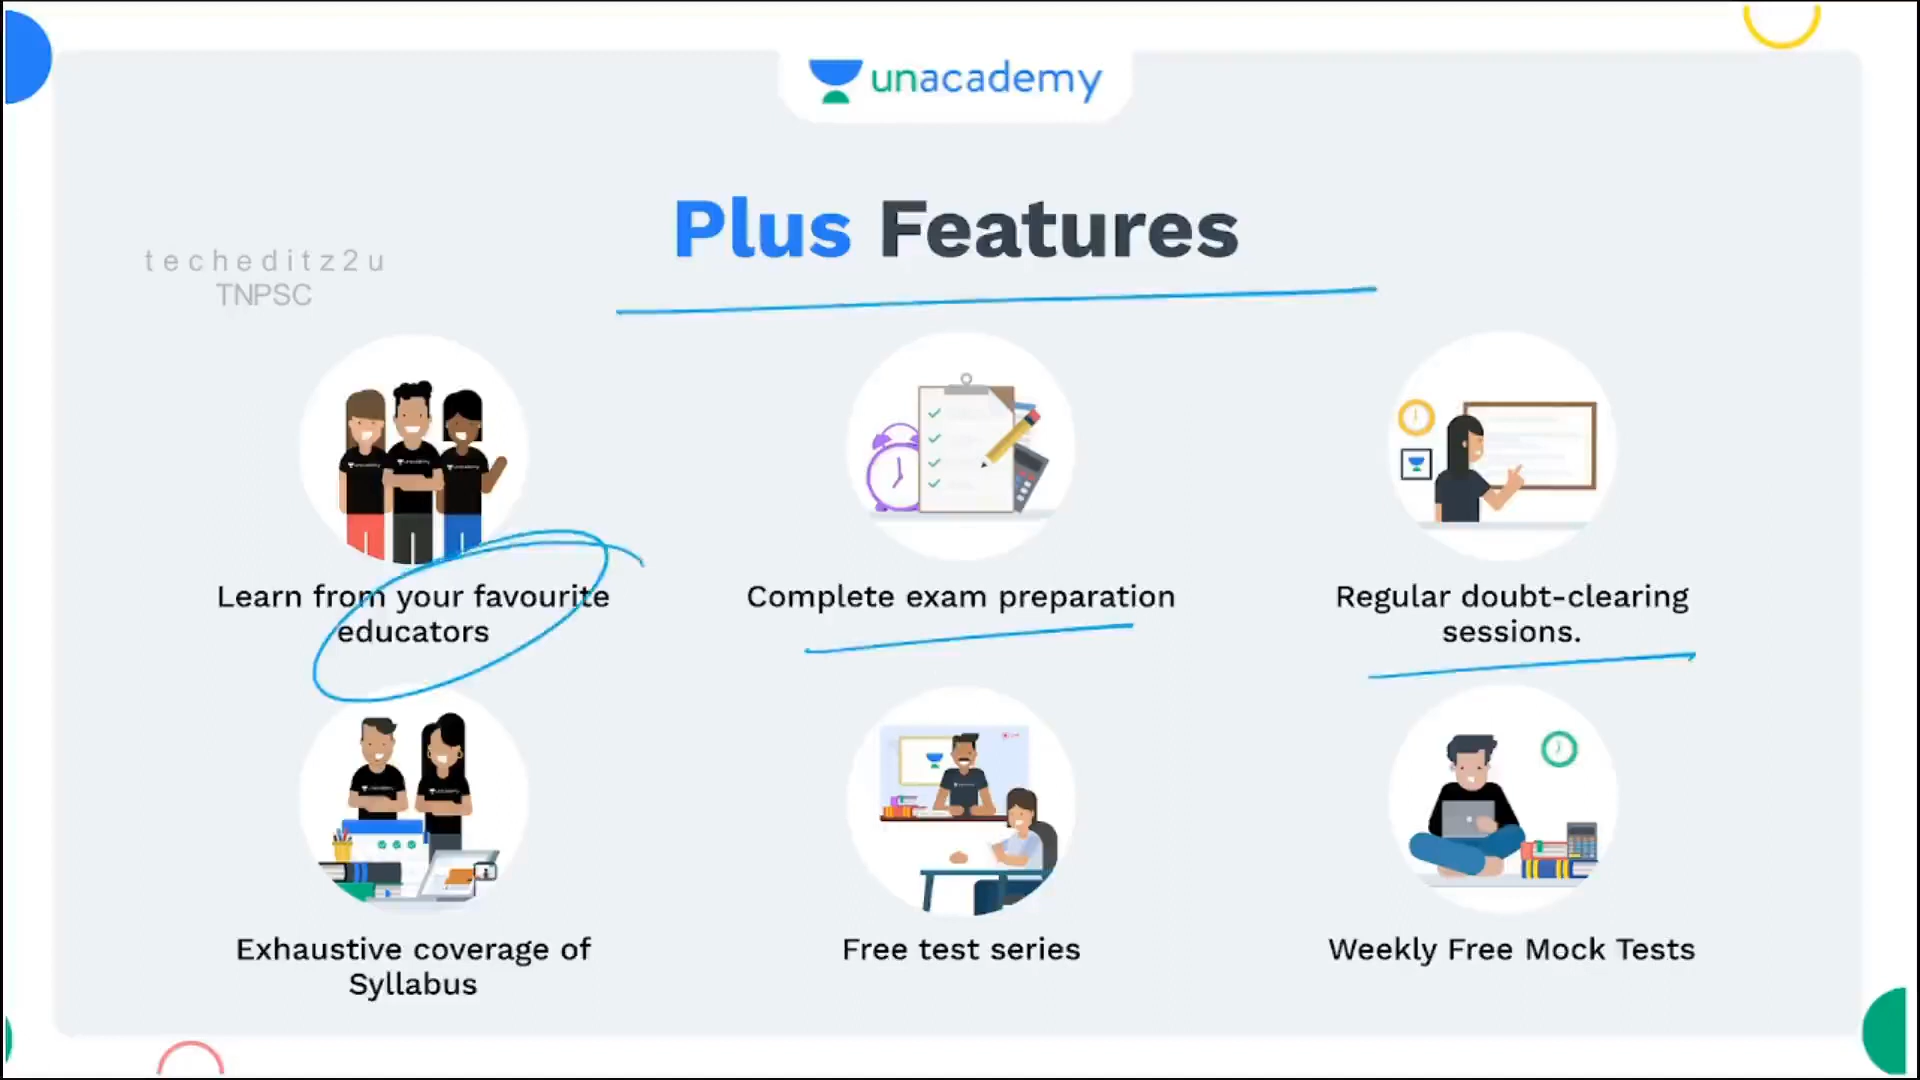 unacademy
Plus Features
techeditz2u
TNPSC
Learn from your favourite
educators
Complete exam preparation
Regular doubt-clearing
sessions.
Exhaustive coverage of
Syllabus
Free test series
Weekly Free Mock Tests